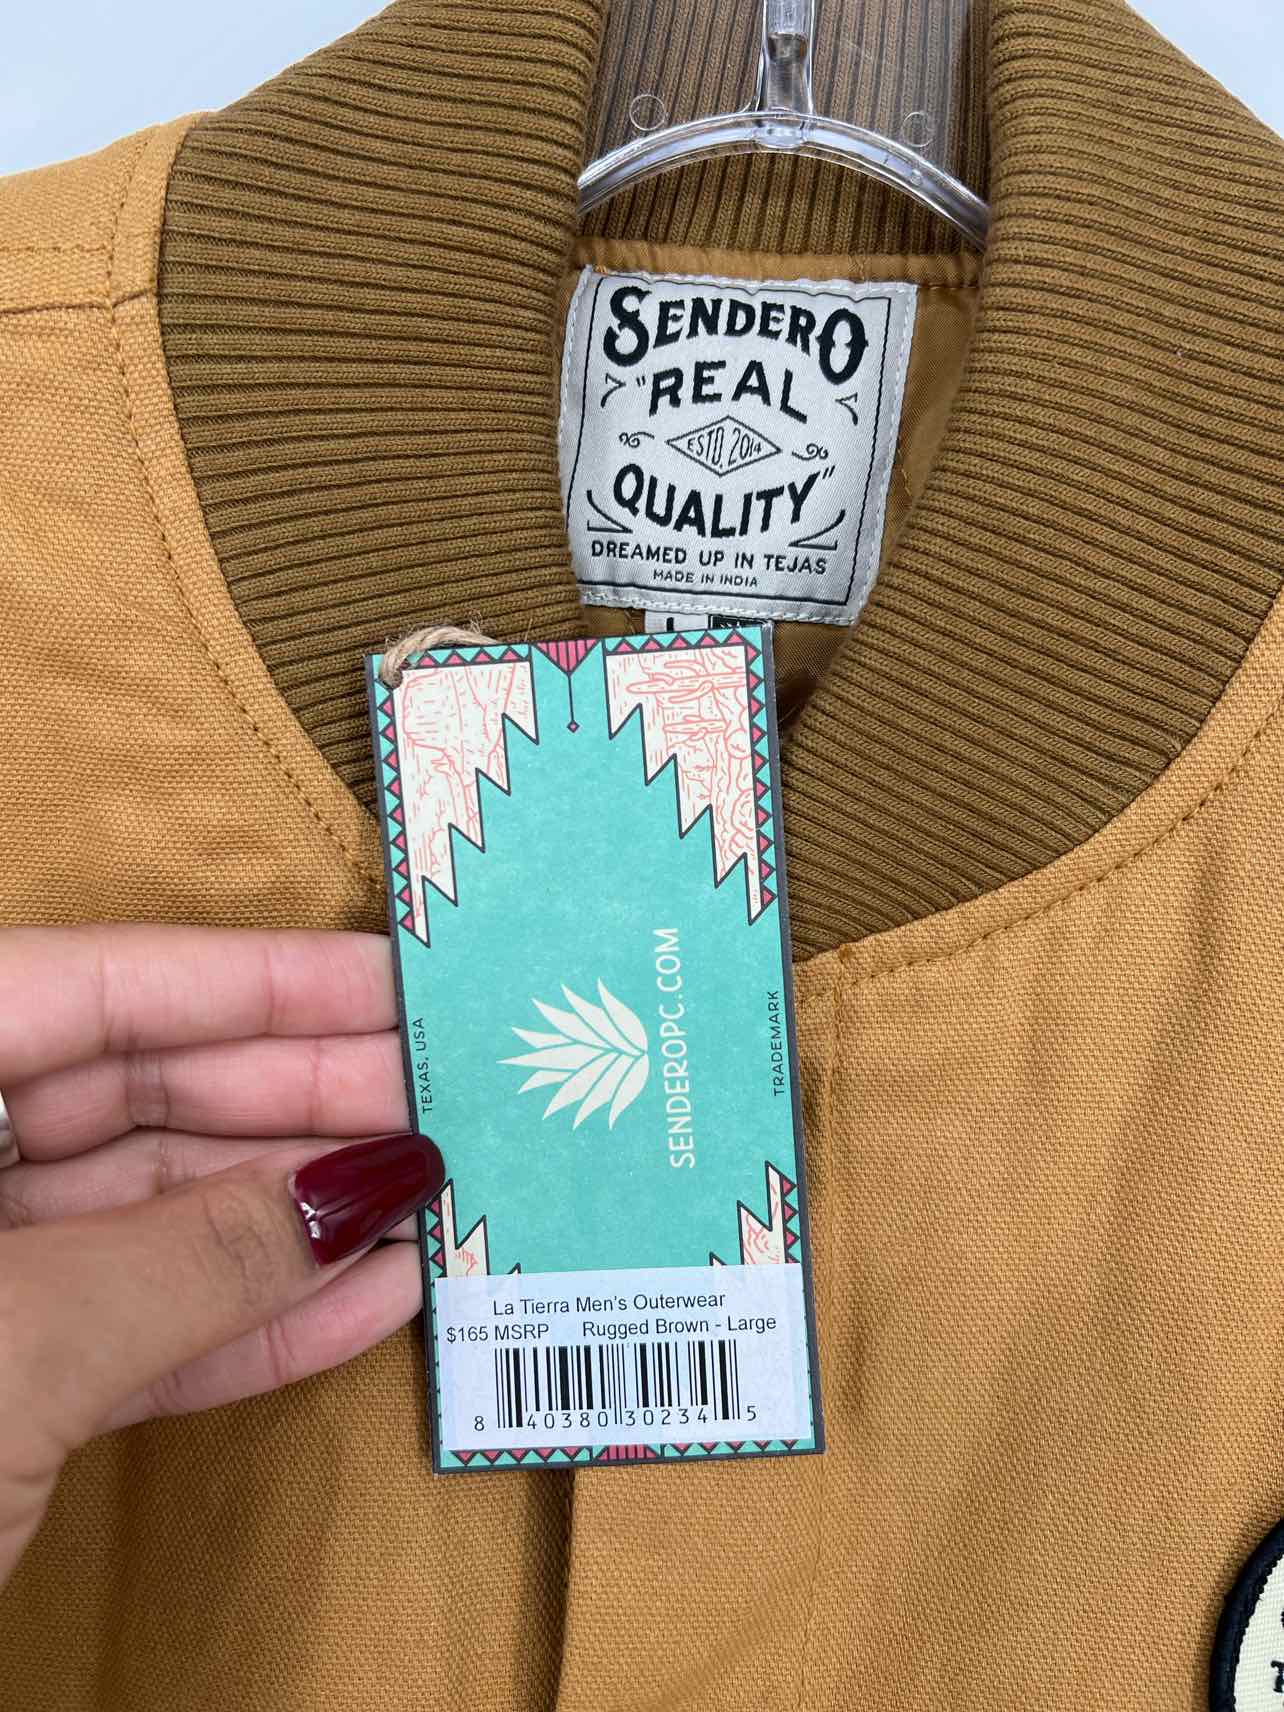 SENDERO
"REAL
ESTD. 2014
QUALITY"
DREAMED UP IN TEJAS
MADE IN INDIA
L
TEXAS, USA
SENDEROPC.COM
TRADEMARK
La Tierra Men's Outerwear
$165 MSRP Rugged Brown - Large
8 40380 30234 5